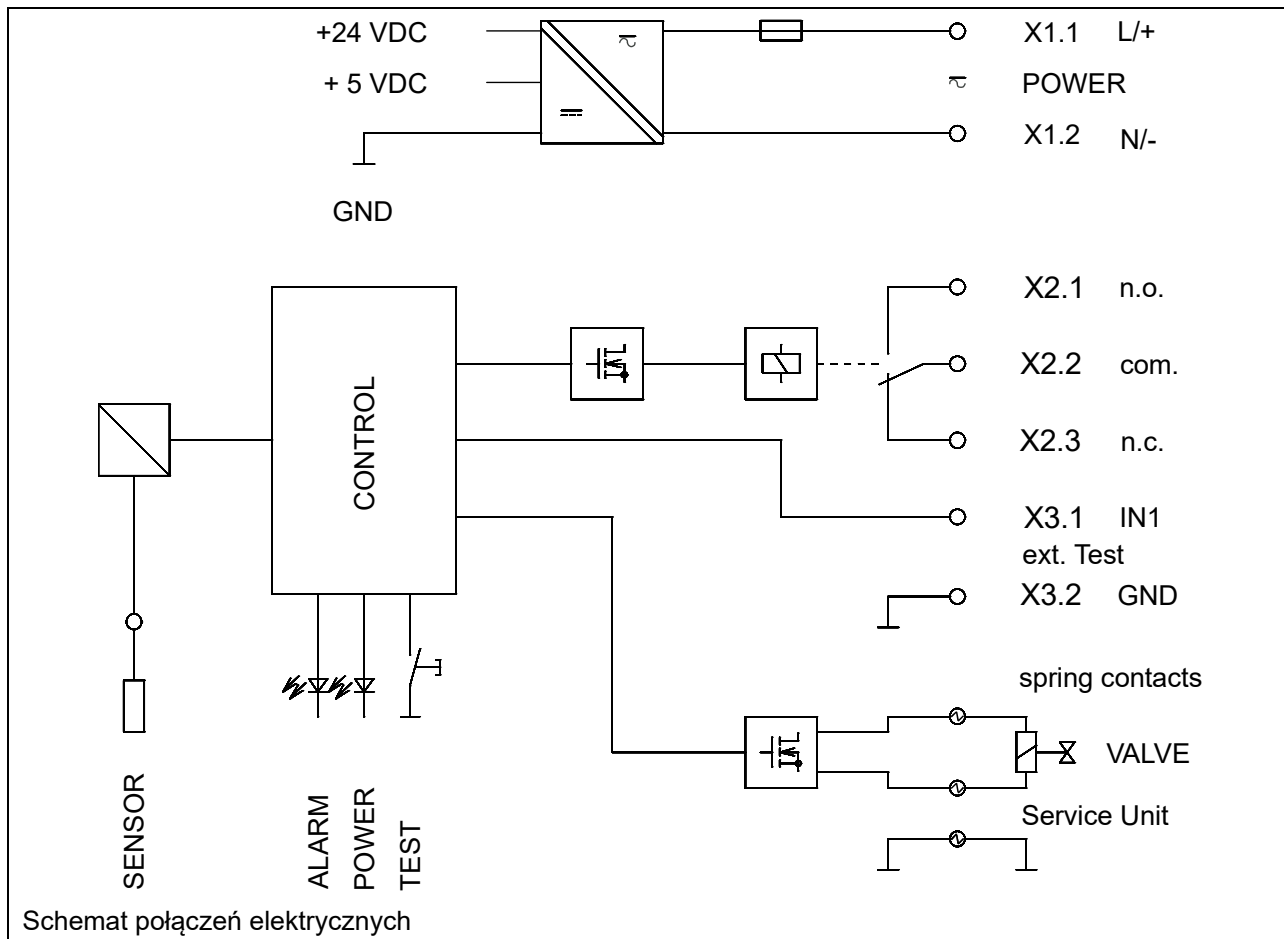 +24 VDC
X1.1 L/+
+ 5 VDC
POWER
X1.2 N/-
GND
X2.1 n.o.
X2.2 com.
CONTROL
X2.3 n.c.
X3.1 IN1
ext. Test
X3.2 GND
spring contacts
VALVE
Service Unit
SENSOR
ALARM
POWER
TEST
Schemat połączeń elektrycznych